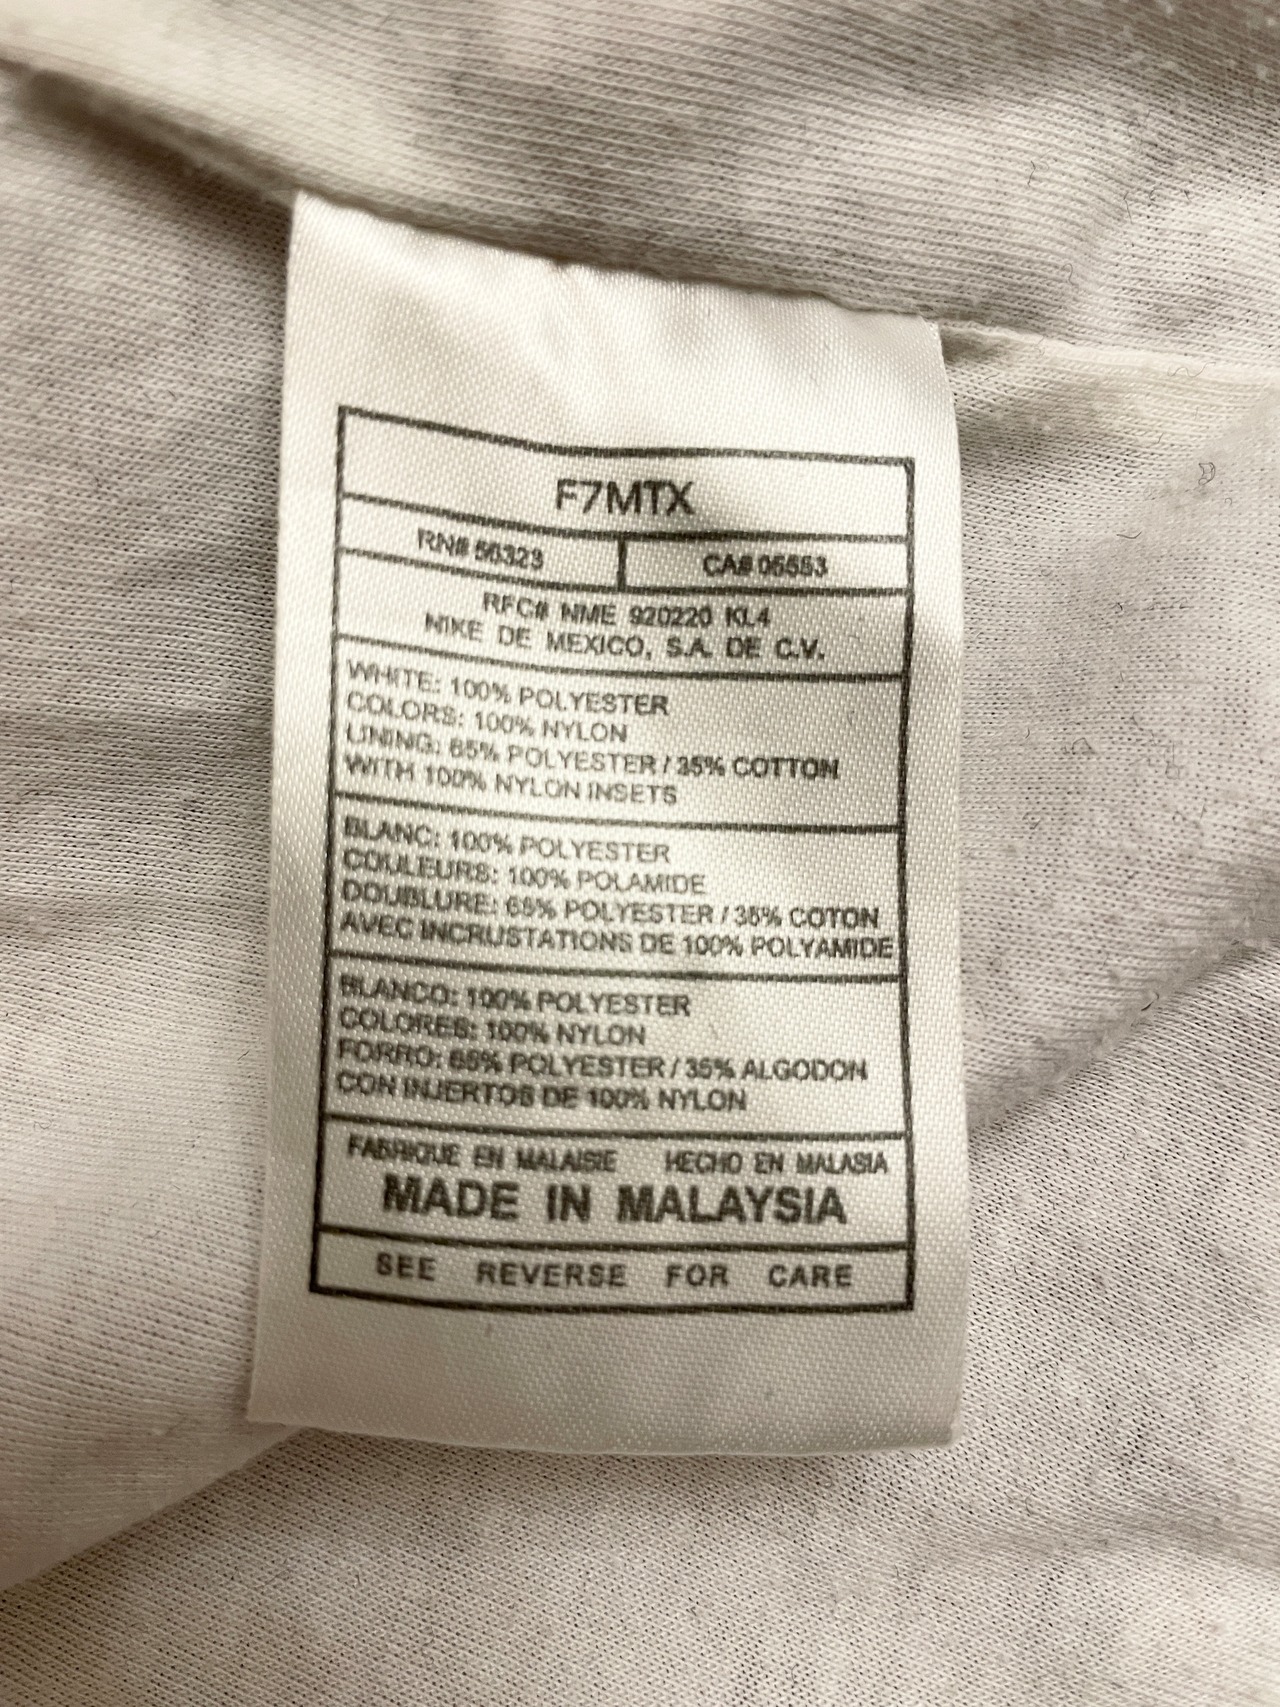 F7MTX
RN# 56323 CA# 05553
RFC# NME 920220 KL4
NIKE DE MEXICO, S.A. DE C.V.
WHITE: 100% POLYESTER
COLORS: 100% NYLON
LINING: 65% POLYESTER / 35% COTTON
WITH 100% NYLON INSETS
BLANC: 100% POLYESTER
COULEURS: 100% POLAMIDE
DOUBLURE: 65% POLYESTER / 35% COTON
AVEC INCRUSTATIONS DE 100% POLYAMIDE
BLANCO: 100% POLYESTER
COLORES: 100% NYLON
FORRO: 65% POLYESTER / 35% ALGODON
CON INJERTOS DE 100% NYLON
FABRIQUE EN MALAISIE HECHO EN MALASIA
MADE IN MALAYSIA
SEE REVERSE FOR CARE